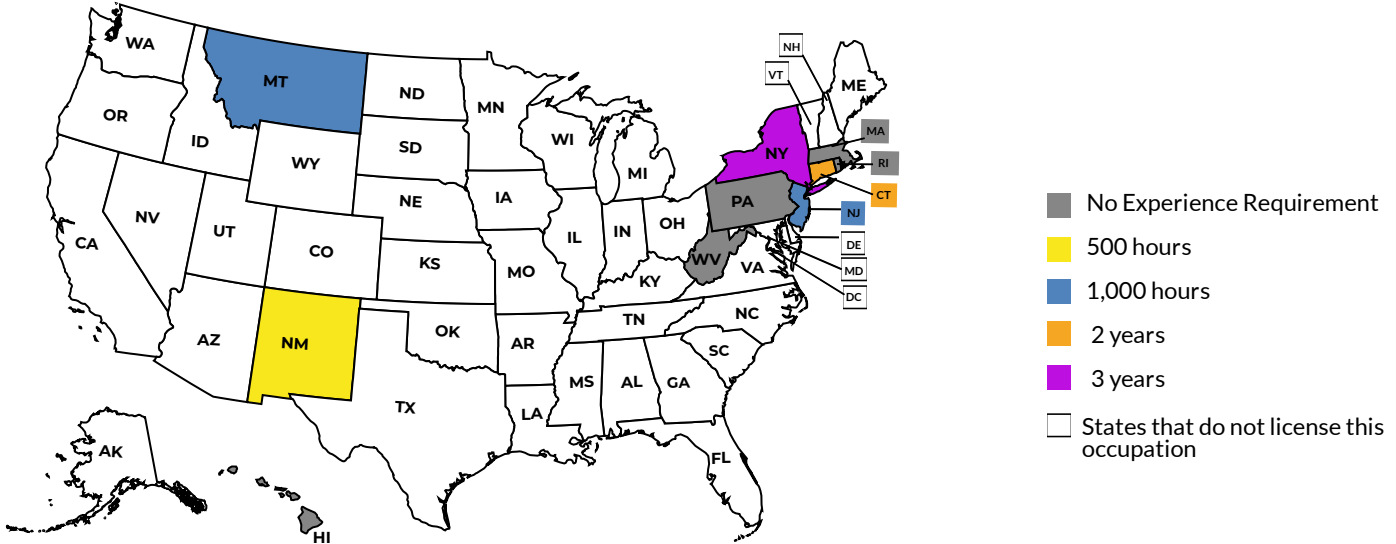 WA
MT
ND
MN
OR
ID
WY
SD
WI
MI
NY
NH
VT
ME
MA
RI
CT
NJ
DE
MD
DC
PA
NE
IA
NV
UT
CO
CA
KS
MO
IL
IN
OH
WV
VA
KY
AZ
NM
OK
AR
TN
NC
SC
MS
AL
GA
TX
LA
FL
AK
HI
No Experience Requirement
500 hours
1,000 hours
2 years
3 years
States that do not license this
occupation